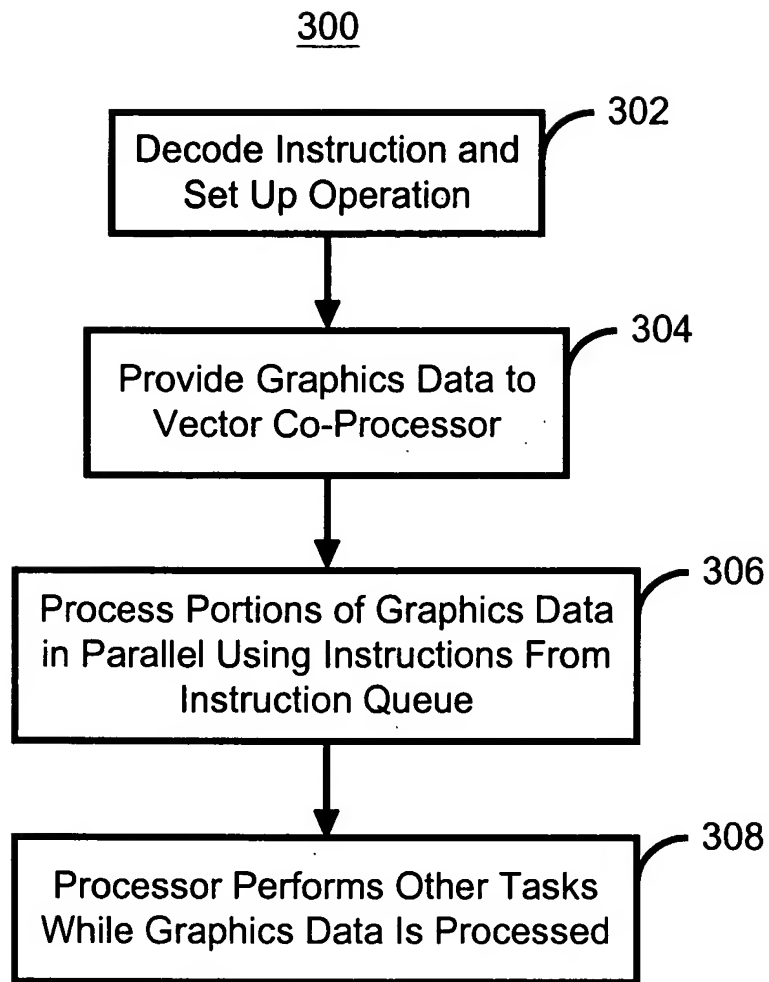 300
302
Decode Instruction and
Set Up Operation
304
Provide Graphics Data to
Vector Co-Processor
306
Process Portions of Graphics Data
in Parallel Using Instructions From
Instruction Queue
308
Processor Performs Other Tasks
While Graphics Data Is Processed